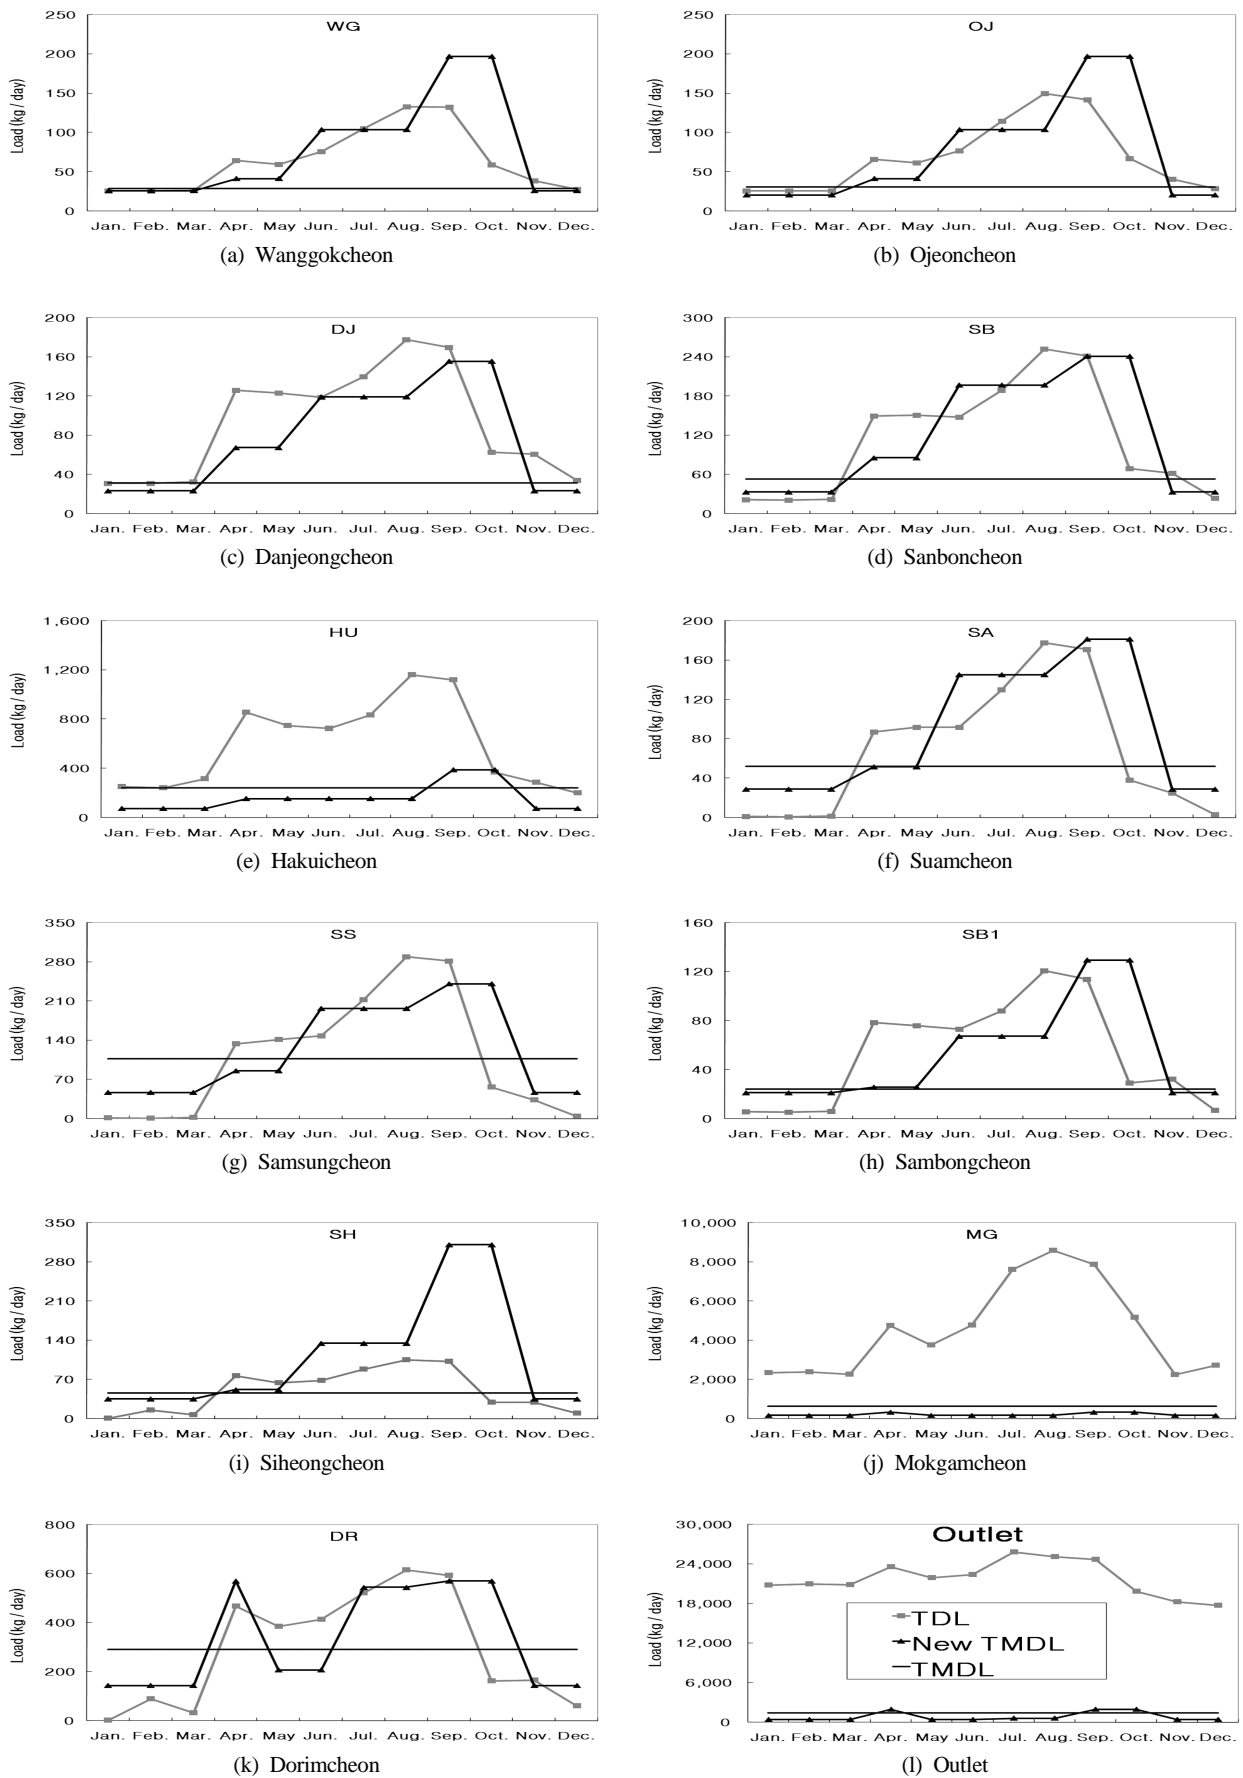 WG
Load (kg / day)
250
200
150
100
50
0
Jan. Feb. Mar. Apr. May Jun. Jul. Aug. Sep. Oct. Nov. Dec.
(a) Wanggokcheon
OJ
Load (kg / day)
250
200
150
100
50
0
Jan. Feb. Mar. Apr. May Jun. Jul. Aug. Sep. Oct. Nov. Dec.
(b) Ojeoncheon
DJ
Load (kg / day)
200
160
120
80
40
0
Jan. Feb. Mar. Apr. May Jun. Jul. Aug. Sep. Oct. Nov. Dec.
(c) Danjeongcheon
SB
Load (kg / day)
300
240
180
120
60
0
Jan. Feb. Mar. Apr. May Jun. Jul. Aug. Sep. Oct. Nov. Dec.
(d) Sanboncheon
HU
Load (kg / day)
1,600
1,200
800
400
0
Jan. Feb. Mar. Apr. May Jun. Jul. Aug. Sep. Oct. Nov. Dec.
(e) Hakuicheon
SA
Load (kg / day)
200
160
120
80
40
0
Jan. Feb. Mar. Apr. May Jun. Jul. Aug. Sep. Oct. Nov. Dec.
(f) Suamcheon
SS
Load (kg / day)
350
280
210
140
70
0
Jan. Feb. Mar. Apr. May Jun. Jul. Aug. Sep. Oct. Nov. Dec.
(g) Samsungcheon
SB1
Load (kg / day)
160
120
80
40
0
Jan. Feb. Mar. Apr. May Jun. Jul. Aug. Sep. Oct. Nov. Dec.
(h) Sambongcheon
SH
Load (kg / day)
350
280
210
140
70
0
Jan. Feb. Mar. Apr. May Jun. Jul. Aug. Sep. Oct. Nov. Dec.
(i) Siheongcheon
MG
Load (kg / day)
10,000
8,000
6,000
4,000
2,000
0
Jan. Feb. Mar. Apr. May Jun. Jul. Aug. Sep. Oct. Nov. Dec.
(j) Mokgamcheon
DR
Load (kg / day)
800
600
400
200
0
Jan. Feb. Mar. Apr. May Jun. Jul. Aug. Sep. Oct. Nov. Dec.
(k) Dorimcheon
Outlet
Load (kg / day)
30,000
24,000
18,000
12,000
6,000
0
TDL
New TMDL
TMDL
Jan. Feb. Mar. Apr. May Jun. Jul. Aug. Sep. Oct. Nov. Dec.
(l) Outlet